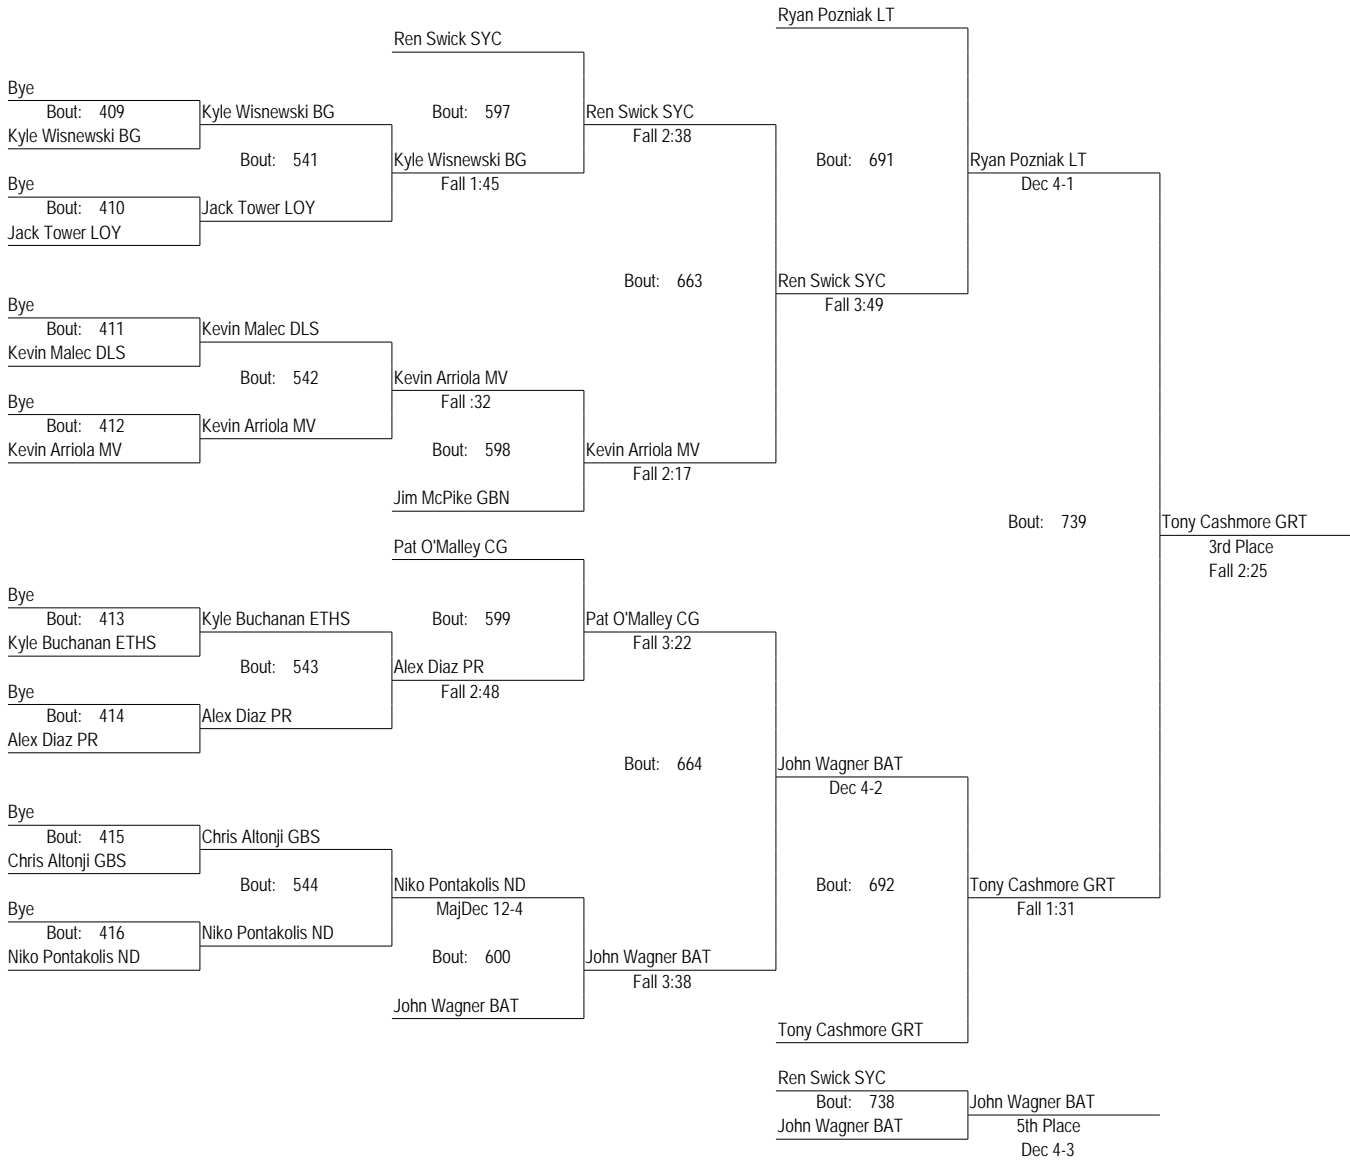 Ryan Pozniak LT
Ren Swick SYC
Bye
Bout: 409
Kyle Wisnewski BG
Kyle Wisnewski BG
Bout: 597
Ren Swick SYC
Fall 2:38
Bout: 541
Kyle Wisnewski BG
Fall 1:45
Bout: 691
Ryan Pozniak LT
Dec 4-1
Bye
Bout: 410
Jack Tower LOY
Jack Tower LOY
Bout: 663
Ren Swick SYC
Fall 3:49
Bye
Bout: 411
Kevin Malec DLS
Kevin Malec DLS
Bout: 542
Kevin Arriola MV
Fall :32
Bye
Bout: 412
Kevin Arriola MV
Kevin Arriola MV
Bout: 598
Kevin Arriola MV
Fall 2:17
Jim McPike GBN
Bout: 739
Tony Cashmore GRT
3rd Place
Fall 2:25
Pat O'Malley CG
Bye
Bout: 413
Kyle Buchanan ETHS
Kyle Buchanan ETHS
Bout: 599
Pat O'Malley CG
Fall 3:22
Bout: 543
Alex Diaz PR
Fall 2:48
Bye
Bout: 414
Alex Diaz PR
Alex Diaz PR
Bout: 664
John Wagner BAT
Dec 4-2
Bye
Bout: 415
Chris Altonji GBS
Chris Altonji GBS
Bout: 544
Niko Pontakolis ND
MajDec 12-4
Bout: 692
Tony Cashmore GRT
Fall 1:31
Bye
Bout: 416
Niko Pontakolis ND
Niko Pontakolis ND
Bout: 600
John Wagner BAT
Fall 3:38
John Wagner BAT
Tony Cashmore GRT
Ren Swick SYC
Bout: 738
John Wagner BAT
John Wagner BAT
5th Place
Dec 4-3